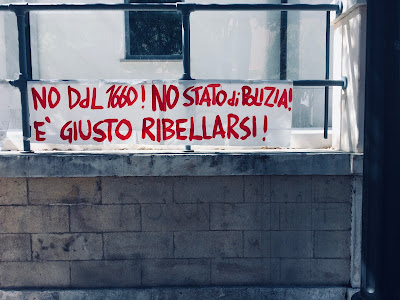 NO DdL 1660! NO STATO di POLIZIA!
E' GIUSTO RIBELLARSI!